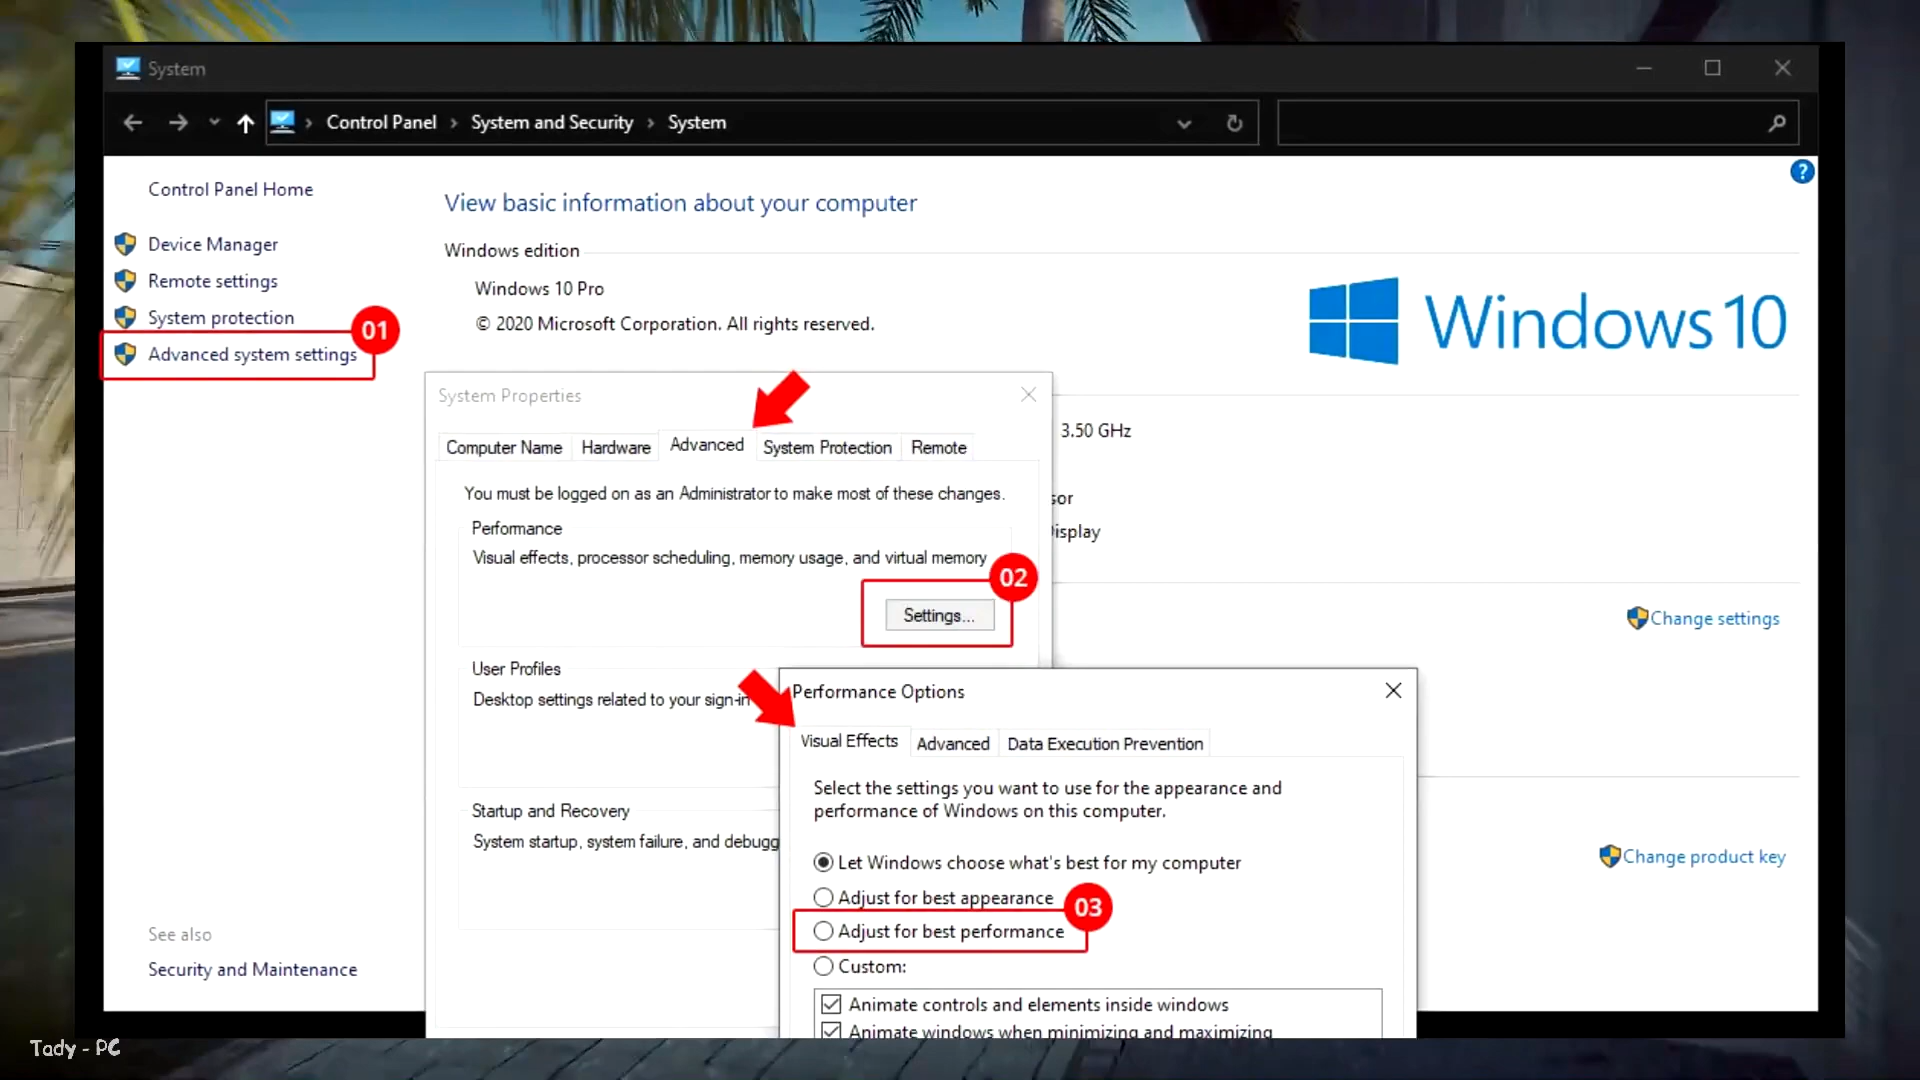 System
Control Panel › System and Security › System
Control Panel Home
Device Manager
Remote settings
System protection
Advanced system settings
01
View basic information about your computer
Windows edition
Windows 10 Pro
© 2020 Microsoft Corporation. All rights reserved.
Windows 10
3.50 GHz
sor
Display
Change settings
Change product key
System Properties
Computer Name
Hardware
Advanced
System Protection
Remote
You must be logged on as an Administrator to make most of these changes.
Performance
Visual effects, processor scheduling, memory usage, and virtual memory
02
Settings...
User Profiles
Desktop settings related to your sign-in
Startup and Recovery
System startup, system failure, and debugg
Performance Options
Visual Effects
Advanced
Data Execution Prevention
Select the settings you want to use for the appearance and
performance of Windows on this computer.
Let Windows choose what's best for my computer
Adjust for best appearance
03
Adjust for best performance
Custom:
Animate controls and elements inside windows
Animate windows when minimizing and maximizing
See also
Security and Maintenance
Tady - PC